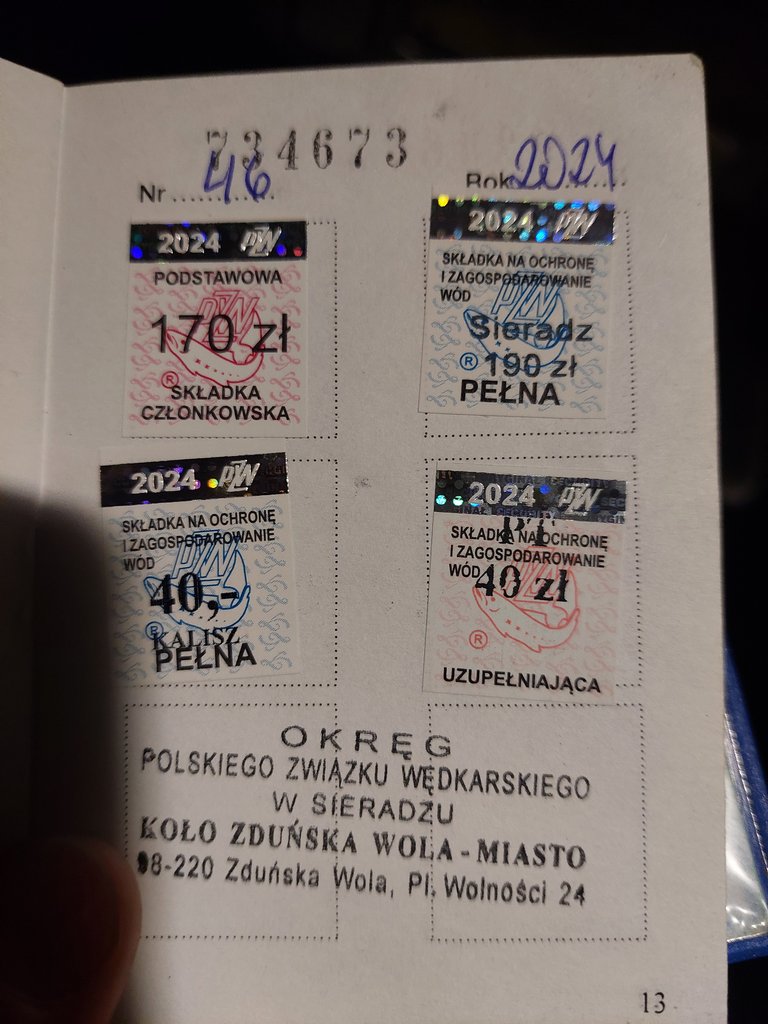 734673
Nr 46
Rok 2024
2024 PZW
PODSTAWOWA
170 zł
®
SKŁADKA
CZŁONKOWSKA
2024 PZW
SKŁADKA NA OCHRONĘ
I ZAGOSPODAROWANIE
WÓD
PZW
Sieradz
® 190 zł
PEŁNA
2024 PZW
SKŁADKA NA OCHRONĘ
I ZAGOSPODAROWANIE
WÓD
PZW
40,-
®
KALISZ
PEŁNA
2024 PZW
SKŁADKA NA OCHRONĘ
I ZAGOSPODAROWANIE
WÓD 40 zł
®
UZUPEŁNIAJĄCA
OKRĘG
POLSKIEGO ZWIĄZKU WĘDKARSKIEGO
W SIERADZU
KOŁO ZDUŃSKA WOLA-MIASTO
98-220 Zduńska Wola, Pl. Wolności 24
13